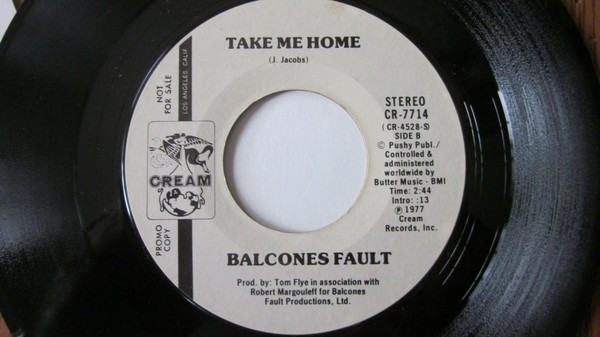 TAKE ME HOME
(J. Jacobs)
NOT
FOR SALE
LOS ANGELES CALIF.
CREAM
PROMO
COPY
STEREO
CR-7714
(CR-4528-S)
SIDE B
© Pushy Publ./
Controlled &
administered
worldwide by
Butter Music - BMI
Time: 2:44
Intro: :13
℗ 1977
Cream
Records, Inc.
BALCONES FAULT
Prod. by: Tom Flye in association with
Robert Margouleff for Balcones
Fault Productions, Ltd.